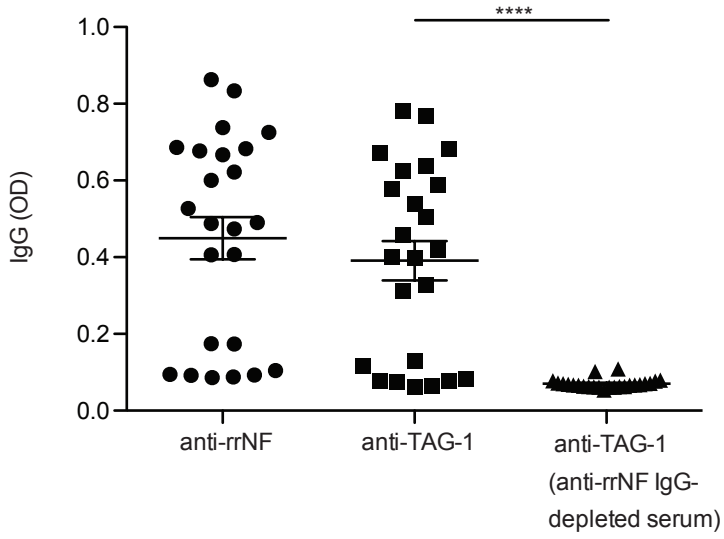 ****
1.0
0.8
0.6
0.4
0.2
0.0
IgG (OD)
anti-rrNF
anti-TAG-1
anti-TAG-1
(anti-rrNF IgG-
depleted serum)